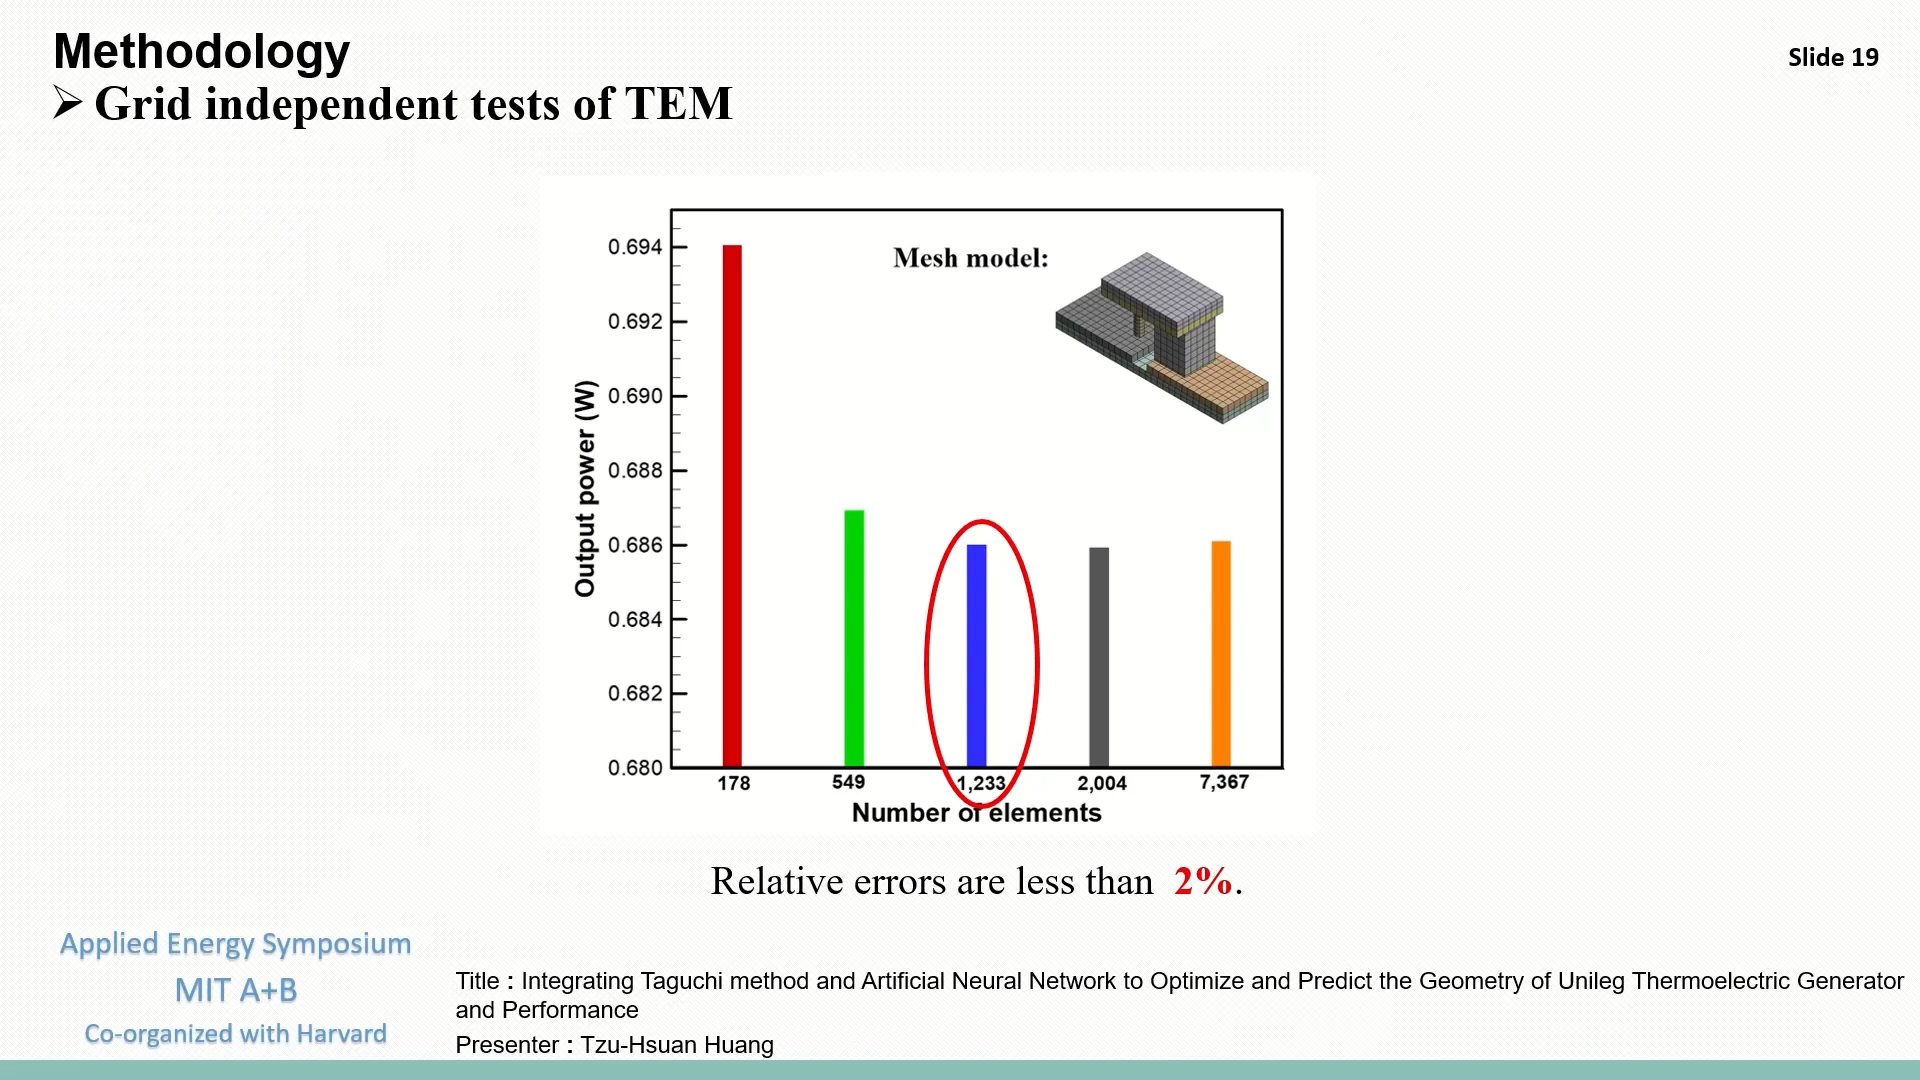 Methodology
Slide 19
➢ Grid independent tests of TEM
Mesh model:
0.694
0.692
0.690
0.688
0.686
0.684
0.682
0.680
Output power (W)
178 549 1,233 2,004 7,367
Number of elements
Relative errors are less than 2%.
Applied Energy Symposium
MIT A+B
Co-organized with Harvard
Title : Integrating Taguchi method and Artificial Neural Network to Optimize and Predict the Geometry of Unileg Thermoelectric Generator
and Performance
Presenter : Tzu-Hsuan Huang